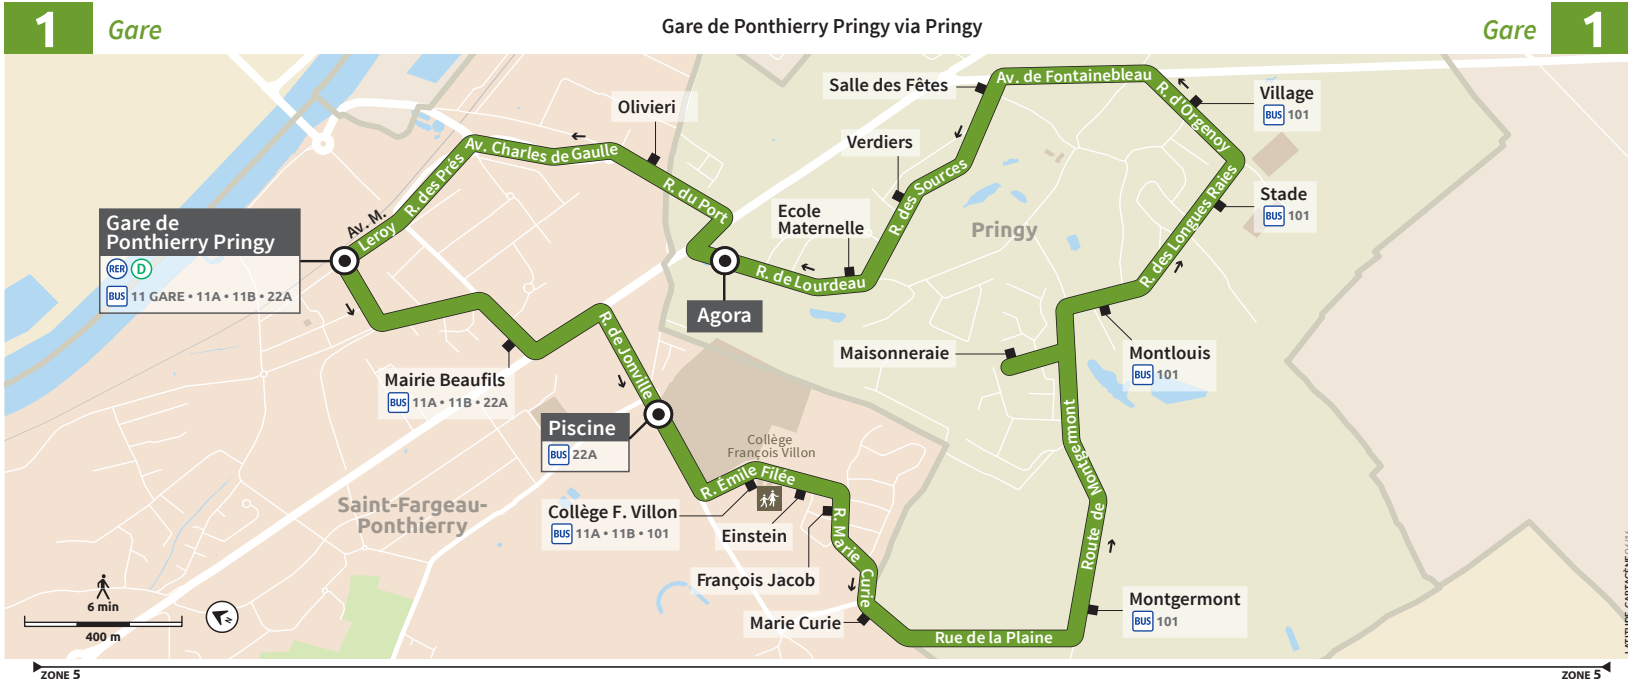 1
Gare
Gare de Ponthierry Pringy via Pringy
Gare
1
Salle des Fêtes
Av. de Fontainebleau
R. d'Orgenoy
Village
BUS 101
Olivieri
Verdiers
Av. Charles de Gaulle
R. des Prés
R. du Port
R. des Sources
Stade
BUS 101
Av. M.
Leroy
Gare de
Ponthierry Pringy
RER D
BUS 11 GARE • 11A • 11B • 22A
Ecole
Maternelle
Pringy
R. des Longues Raies
R. de Lourdeau
Agora
R. de Jonville
Maisonneraie
Montlouis
BUS 101
Mairie Beaufils
BUS 11A • 11B • 22A
Piscine
BUS 22A
Collège
François Villon
R. Émile Filée
Route de Montgermont
Saint-Fargeau-
Ponthierry
Collège F. Villon
BUS 11A • 11B • 101
Einstein
R. Marie Curie
François Jacob
Marie Curie
Montgermont
BUS 101
Rue de la Plaine
6 min
400 m
N
ZONE 5
ZONE 5